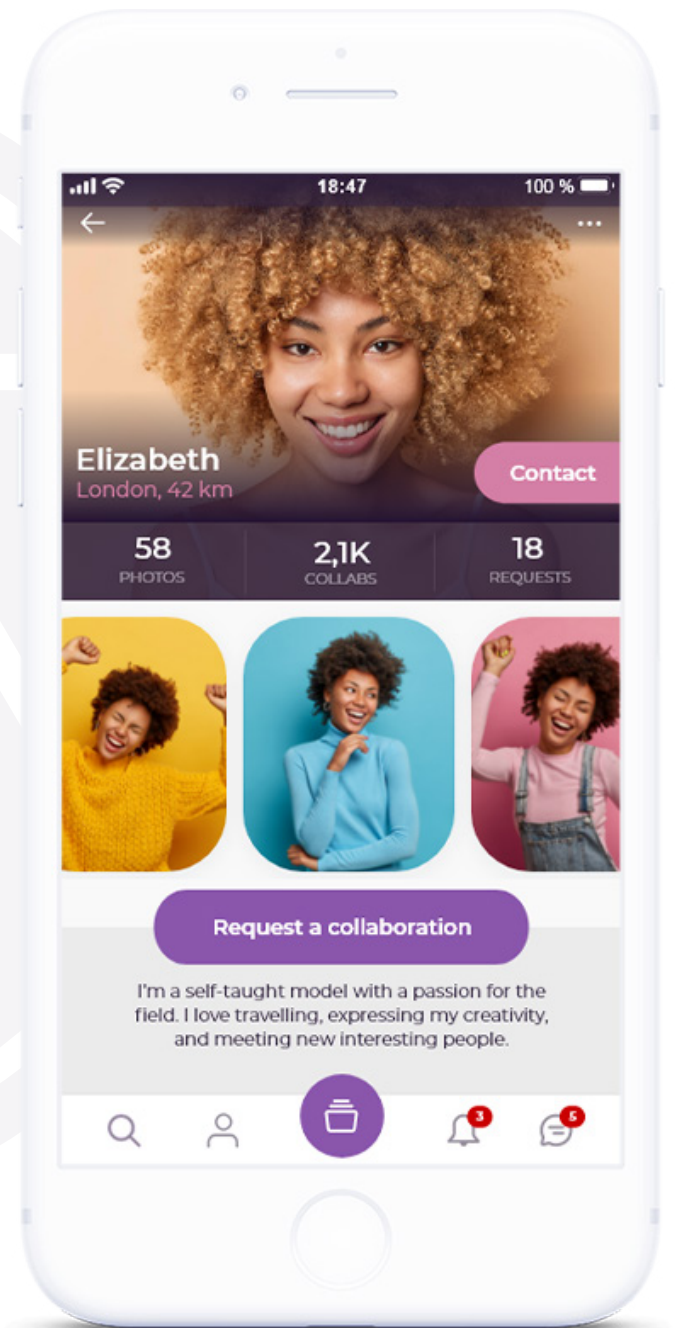 18:47
100 %
Elizabeth
London, 42 km
Contact
58
PHOTOS
2,1K
COLLABS
18
REQUESTS
Request a collaboration
I'm a self-taught model with a passion for the
field. I love travelling, expressing my creativity,
and meeting new interesting people.
3
5